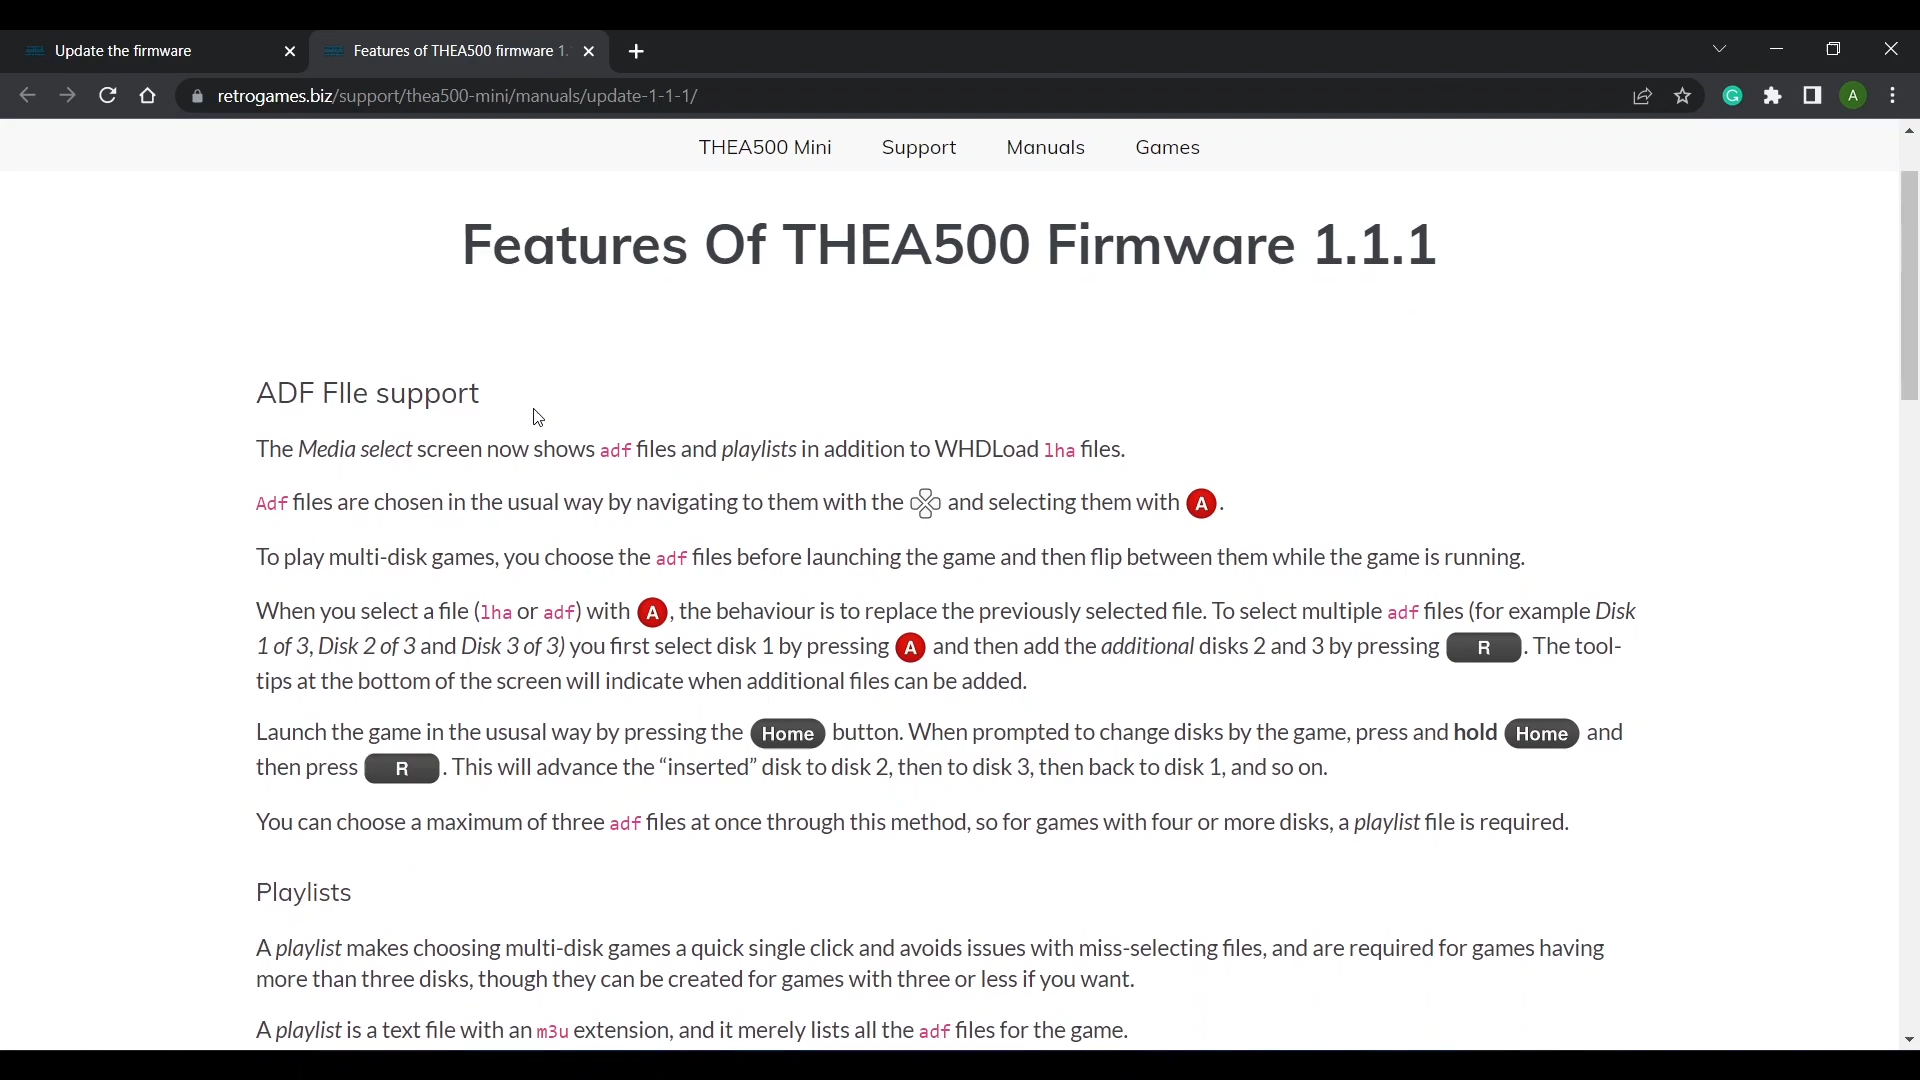 Update the firmware
Features of THEA500 firmware 1.
retrogames.biz/support/thea500-mini/manuals/update-1-1-1/
G
A
THEA500 Mini Support Manuals Games
Features Of THEA500 Firmware 1.1.1
ADF FIle support
The Media select screen now shows adf files and playlists in addition to WHDLoad lha files.
Adf files are chosen in the usual way by navigating to them with the and selecting them with A.
To play multi-disk games, you choose the adf files before launching the game and then flip between them while the game is running.
When you select a file (lha or adf) with A, the behaviour is to replace the previously selected file. To select multiple adf files (for example Disk
1 of 3, Disk 2 of 3 and Disk 3 of 3) you first select disk 1 by pressing A and then add the additional disks 2 and 3 by pressing R. The tool-
tips at the bottom of the screen will indicate when additional files can be added.
Launch the game in the ususal way by pressing the Home button. When prompted to change disks by the game, press and hold Home and
then press R. This will advance the “inserted” disk to disk 2, then to disk 3, then back to disk 1, and so on.
You can choose a maximum of three adf files at once through this method, so for games with four or more disks, a playlist file is required.
Playlists
A playlist makes choosing multi-disk games a quick single click and avoids issues with miss-selecting files, and are required for games having
more than three disks, though they can be created for games with three or less if you want.
A playlist is a text file with an m3u extension, and it merely lists all the adf files for the game.